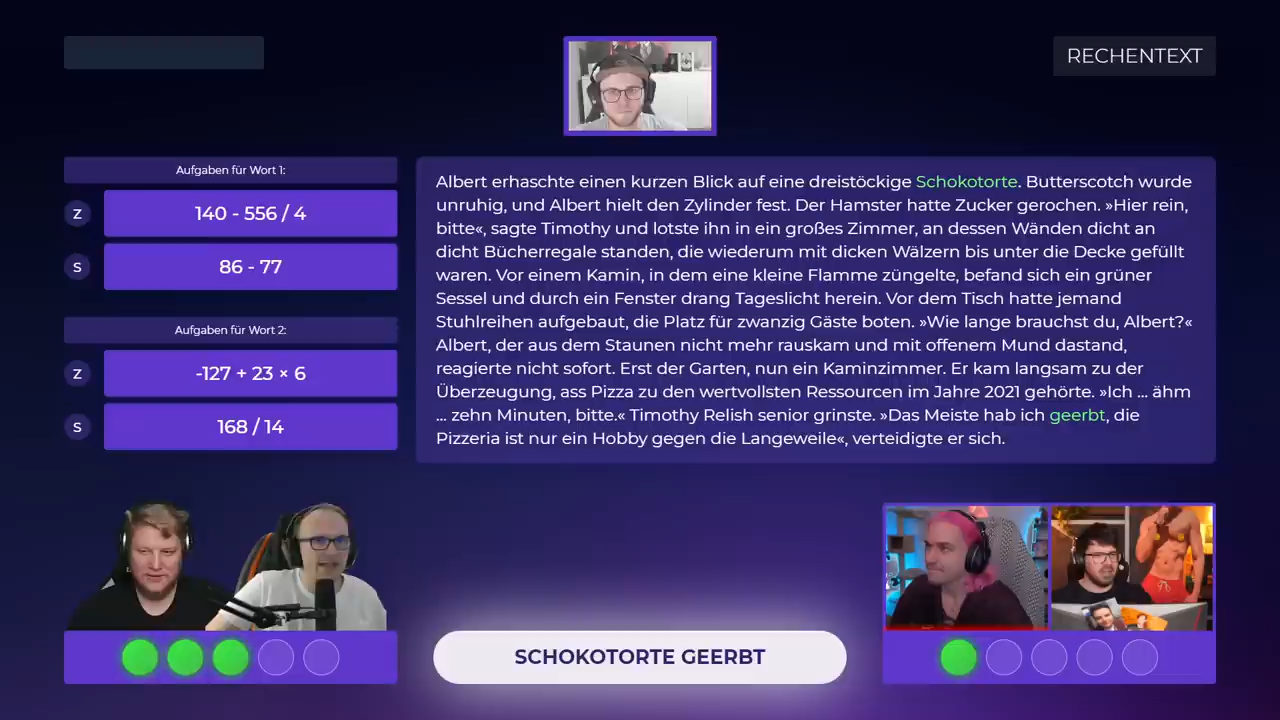 RECHENTEXT
Aufgaben für Wort 1:
Z
140 - 556 / 4
S
86 - 77
Aufgaben für Wort 2:
Z
-127 + 23 × 6
S
168 / 14
Albert erhaschte einen kurzen Blick auf eine dreistöckige Schokotorte. Butterscotch wurde
unruhig, und Albert hielt den Zylinder fest. Der Hamster hatte Zucker gerochen. »Hier rein,
bitte«, sagte Timothy und lotste ihn in ein großes Zimmer, an dessen Wänden dicht an
dicht Bücherregale standen, die wiederum mit dicken Wälzern bis unter die Decke gefüllt
waren. Vor einem Kamin, in dem eine kleine Flamme züngelte, befand sich ein grüner
Sessel und durch ein Fenster drang Tageslicht herein. Vor dem Tisch hatte jemand
Stuhlreihen aufgebaut, die Platz für zwanzig Gäste boten. »Wie lange brauchst du, Albert?«
Albert, der aus dem Staunen nicht mehr rauskam und mit offenem Mund dastand,
reagierte nicht sofort. Erst der Garten, nun ein Kaminzimmer. Er kam langsam zu der
Überzeugung, ass Pizza zu den wertvollsten Ressourcen im Jahre 2021 gehörte. »Ich ... ähm
... zehn Minuten, bitte.« Timothy Relish senior grinste. »Das Meiste hab ich geerbt, die
Pizzeria ist nur ein Hobby gegen die Langeweile«, verteidigte er sich.
SCHOKOTORTE GEERBT